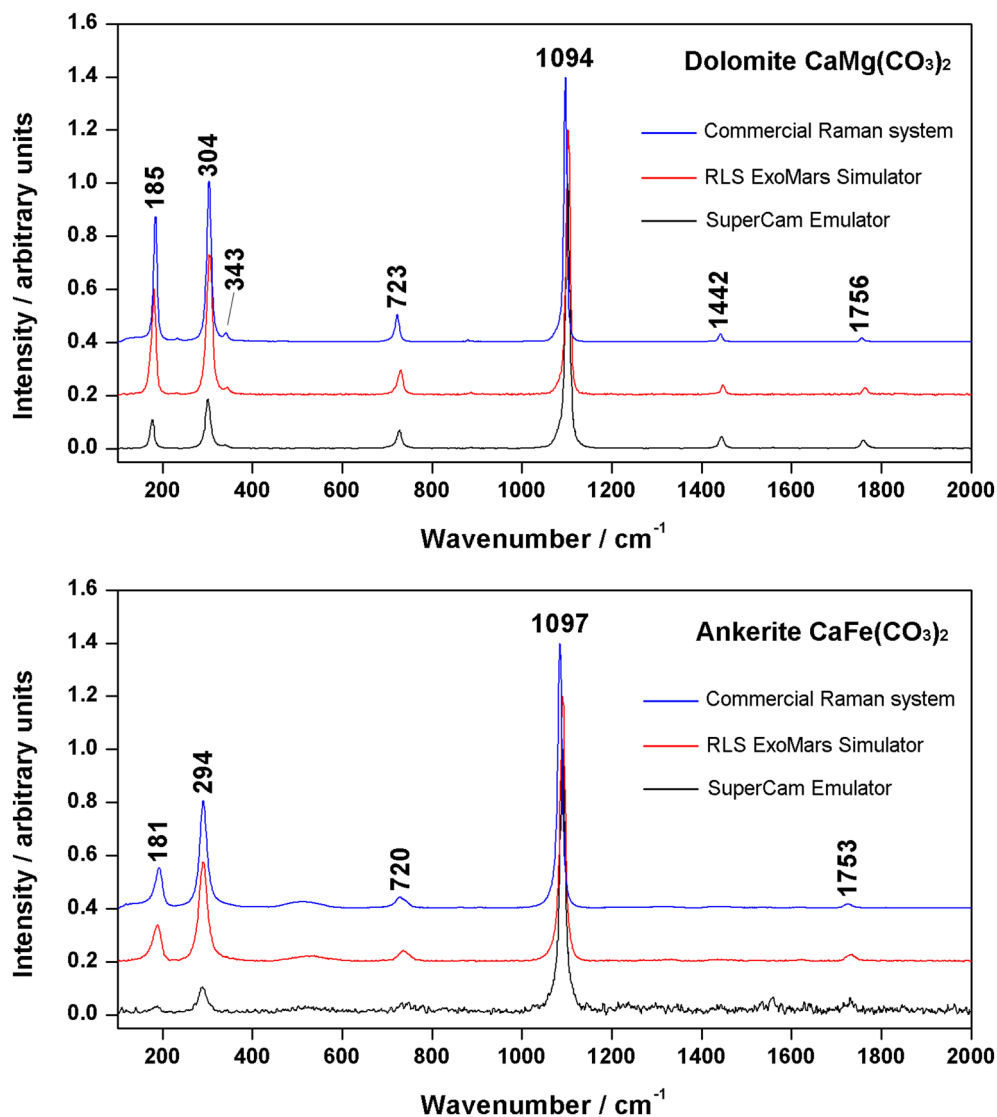 1.6
1.4
1.2
1.0
0.8
0.6
0.4
0.2
0.0
Intensity / arbitrary units
Dolomite CaMg(CO₃)₂
Commercial Raman system
RLS ExoMars Simulator
SuperCam Emulator
185
304
343
723
1094
1442
1756
200 400 600 800 1000 1200 1400 1600 1800 2000
Wavenumber / cm⁻¹
1.6
1.4
1.2
1.0
0.8
0.6
0.4
0.2
0.0
Intensity / arbitrary units
Ankerite CaFe(CO₃)₂
Commercial Raman system
RLS ExoMars Simulator
SuperCam Emulator
181
294
720
1097
1753
200 400 600 800 1000 1200 1400 1600 1800 2000
Wavenumber / cm⁻¹